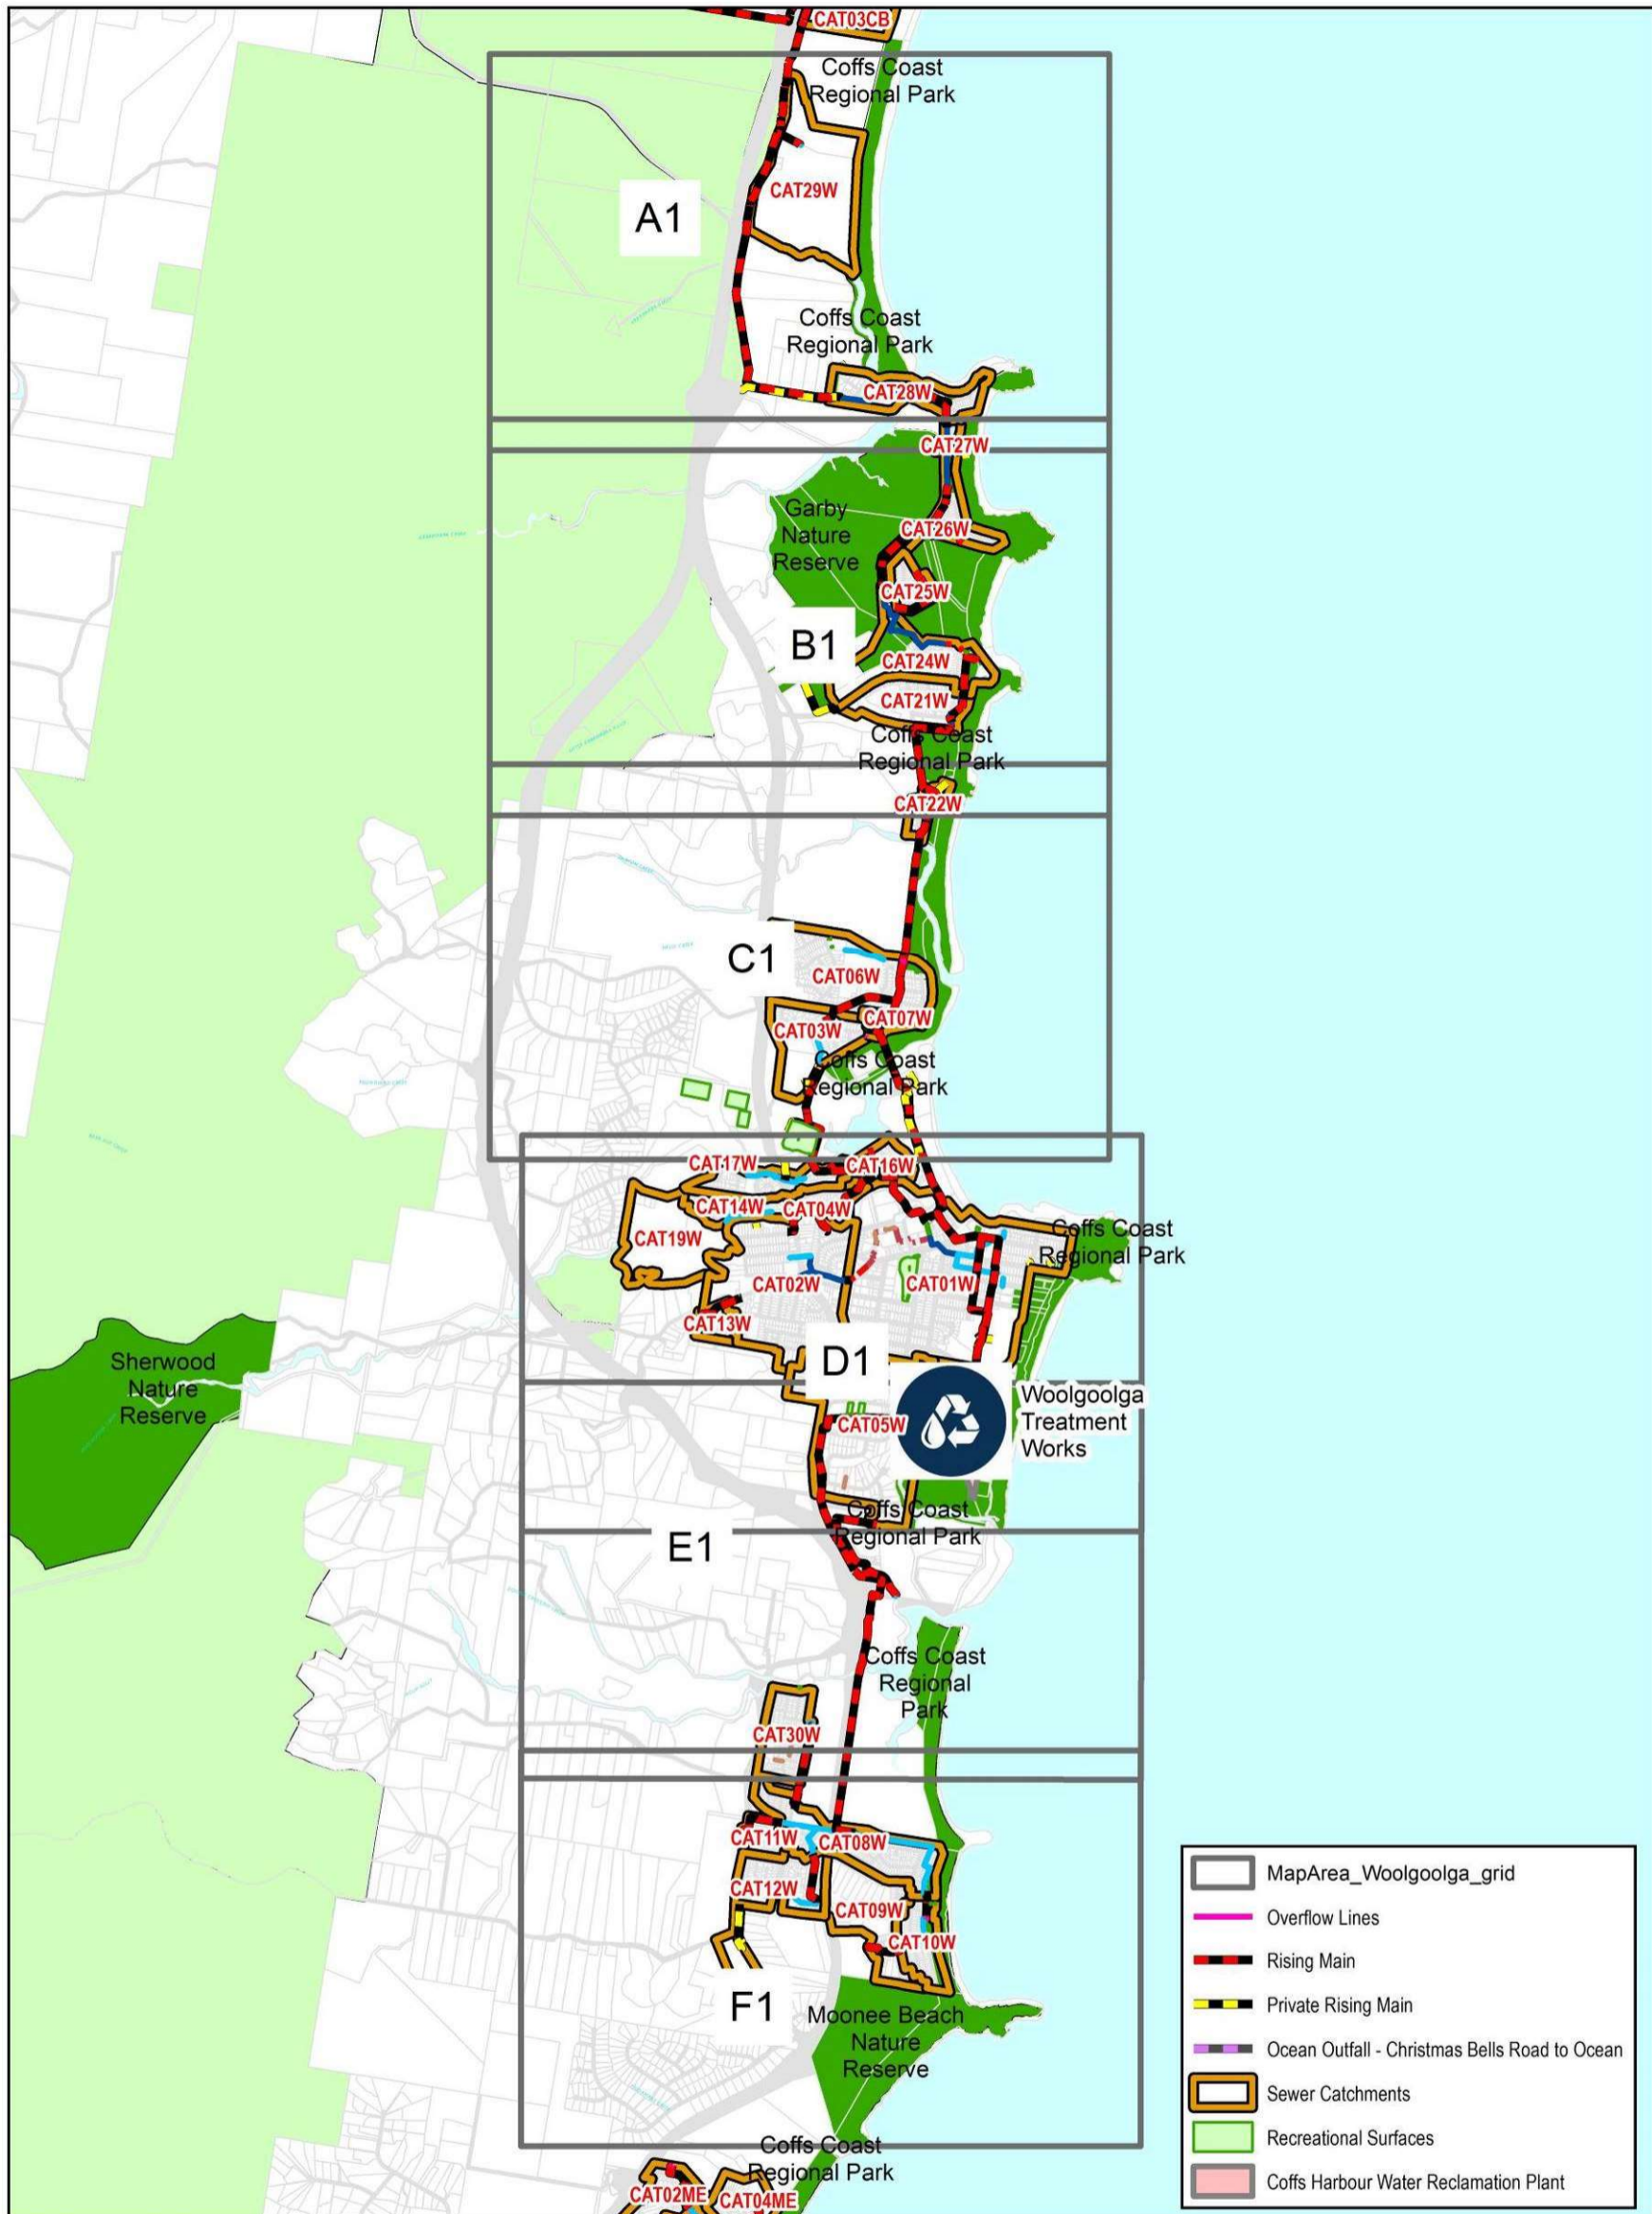 CAT03CB
Coffs Coast
Regional Park
CAT29W
A1
Coffs Coast
Regional Park
CAT28W
CAT27W
Garby
Nature
Reserve
CAT26W
CAT25W
B1
CAT24W
CAT21W
Coffs Coast
Regional Park
CAT22W
C1
CAT06W
CAT07W
CAT03W
Coffs Coast
Regional Park
CAT17W
CAT16W
CAT14W
CAT04W
CAT19W
Coffs Coast
Regional Park
CAT02W
CAT01W
CAT13W
D1
Sherwood
Nature
Reserve
Woolgoolga
Treatment
Works
CAT05W
Coffs Coast
Regional Park
E1
Coffs Coast
Regional
Park
CAT30W
CAT11W
CAT08W
CAT12W
CAT09W
CAT10W
F1
Moonee Beach
Nature
Reserve
Coffs Coast
Regional Park
CAT02ME
CAT04ME
MapArea_Woolgoolga_grid
Overflow Lines
Rising Main
Private Rising Main
Ocean Outfall - Christmas Bells Road to Ocean
Sewer Catchments
Recreational Surfaces
Coffs Harbour Water Reclamation Plant